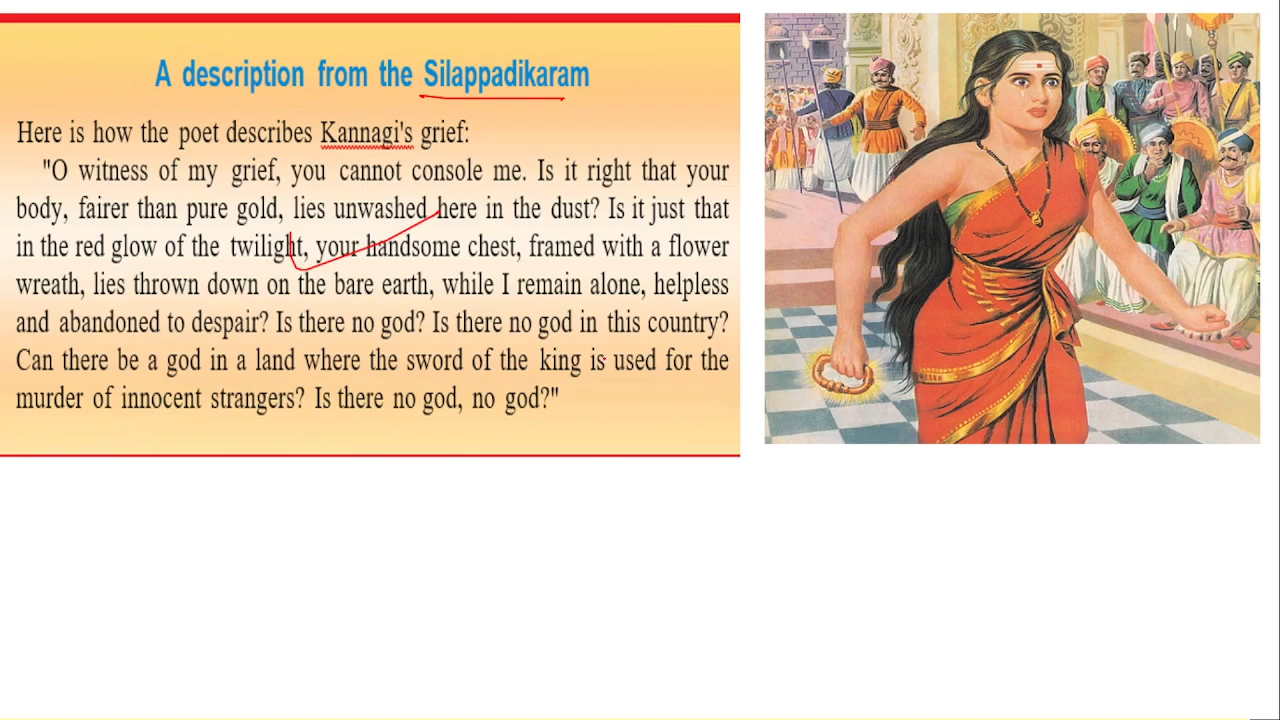 A description from the Silappadikaram
Here is how the poet describes Kannagi's grief:
"O witness of my grief, you cannot console me. Is it right that your
body, fairer than pure gold, lies unwashed here in the dust? Is it just that
in the red glow of the twilight, your handsome chest, framed with a flower
wreath, lies thrown down on the bare earth, while I remain alone, helpless
and abandoned to despair? Is there no god? Is there no god in this country?
Can there be a god in a land where the sword of the king is used for the
murder of innocent strangers? Is there no god, no god?"